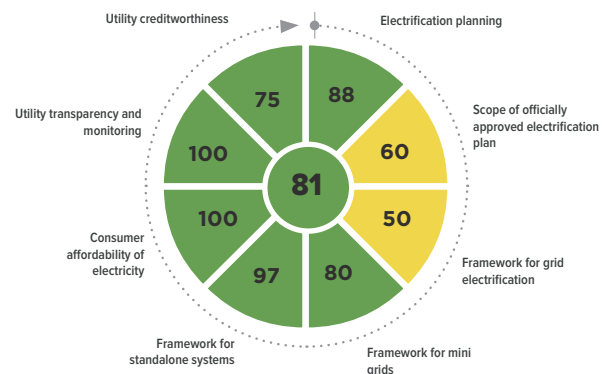 Utility creditworthiness
Electrification planning
75
88
Utility transparency and
monitoring
Scope of officially
approved electrification
plan
100
60
81
100
50
Consumer
affordability of
electricity
Framework for grid
electrification
97
80
Framework for
standalone systems
Framework for mini
grids